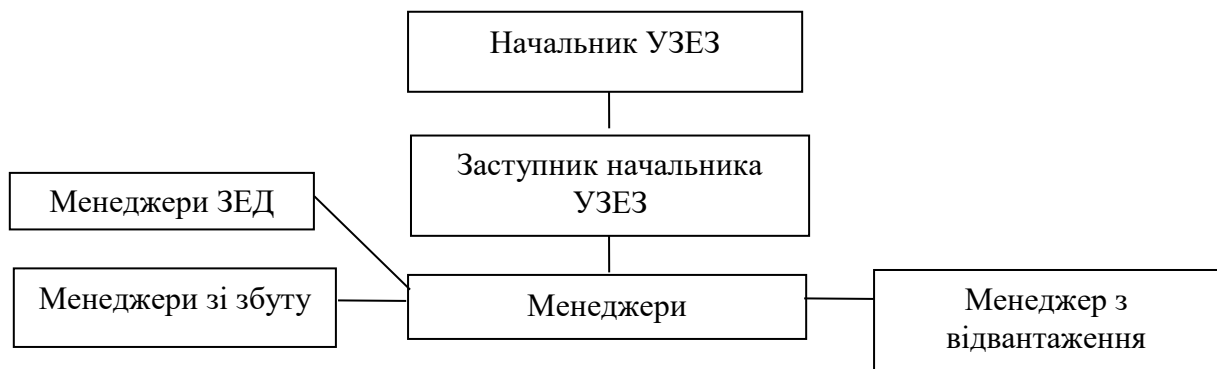 Начальник УЗЕЗ
Заступник начальника
УЗЕЗ
Менеджери ЗЕД
Менеджери зі збуту
Менеджери
Менеджер з
відвантаження